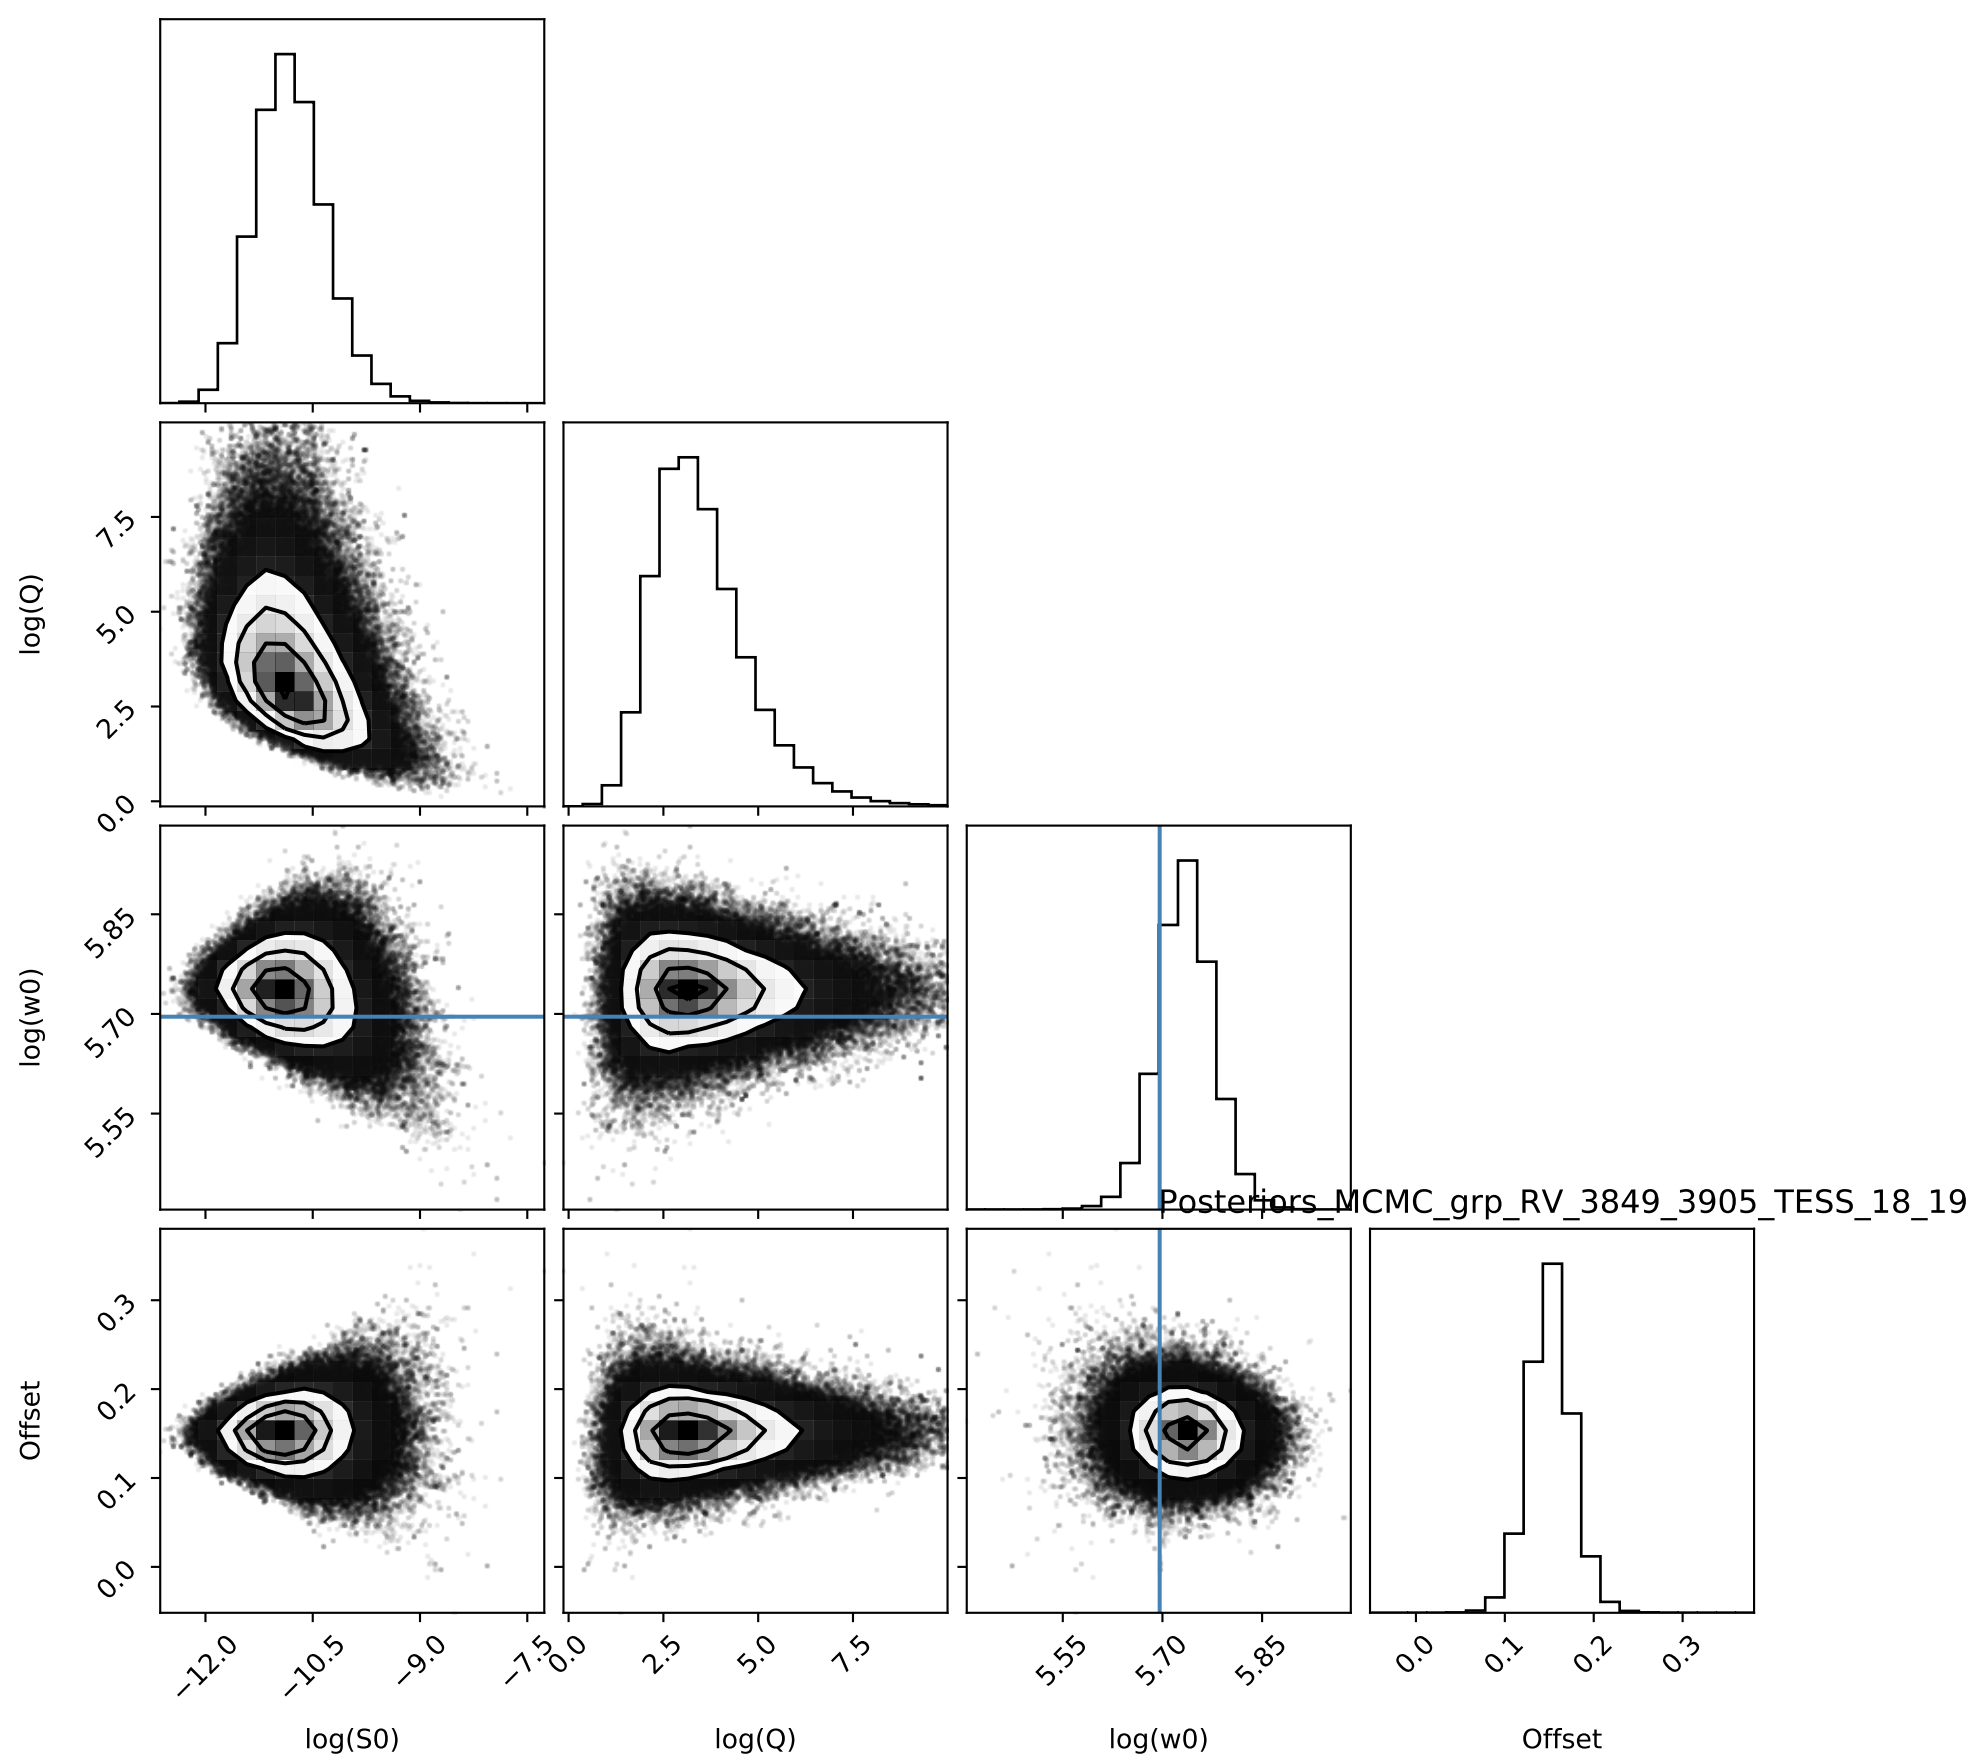 log(Q)
7.5
5.0
2.5
0.0
log(w0)
5.85
5.70
5.55
Posteriors_MCMC_grp_RV_3849_3905_TESS_18_19
Offset
0.3
0.2
0.1
0.0
−12.0 −10.5 −9.0 −7.5
0.0 2.5 5.0 7.5
5.55 5.70 5.85
0.0 0.1 0.2 0.3
log(S0) log(Q) log(w0) Offset